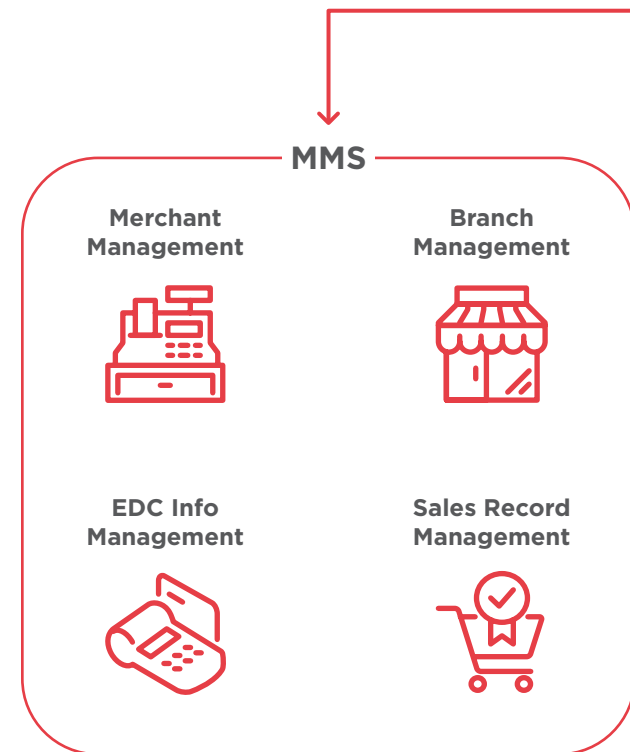 MMS
Merchant
Management
Branch
Management
EDC Info
Management
Sales Record
Management